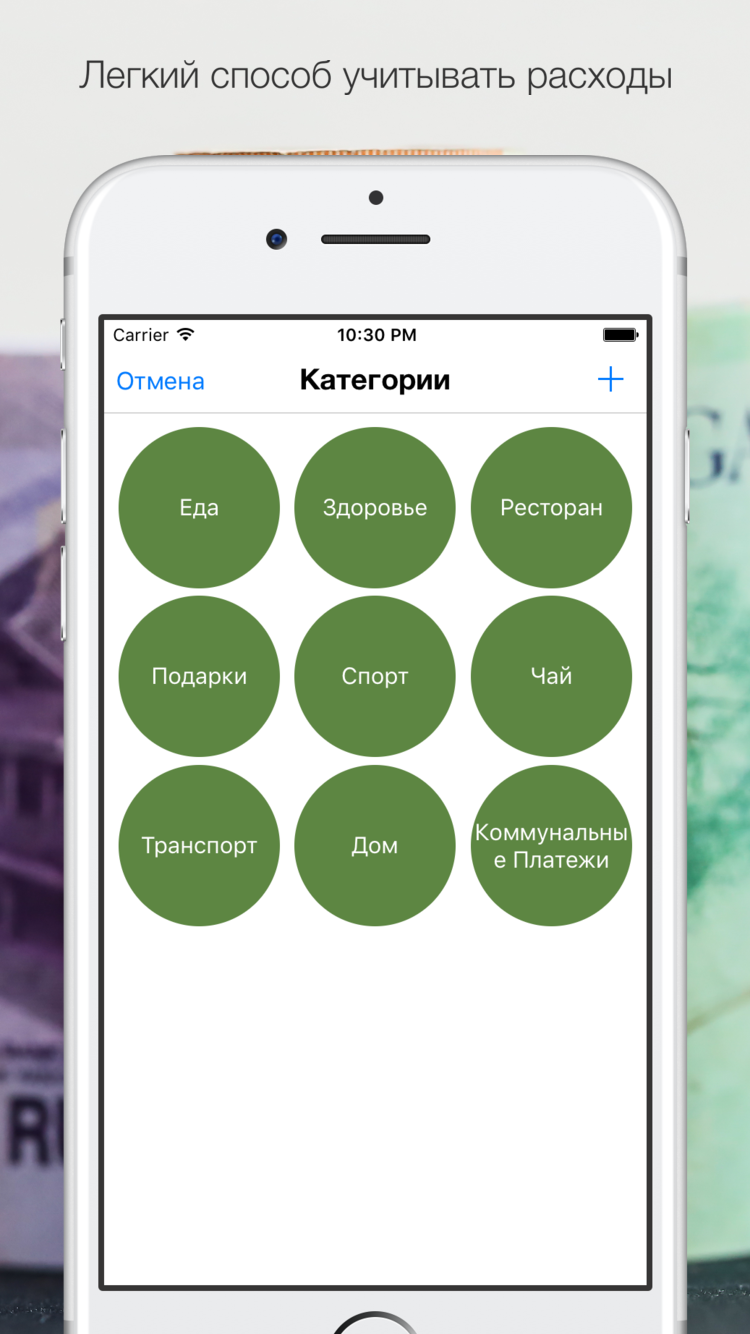 Легкий способ учитывать расходы
Carrier 10:30 PM
Отмена Категории +
Еда Здоровье Ресторан
Подарки Спорт Чай
Транспорт Дом Коммунальны
е Платежи